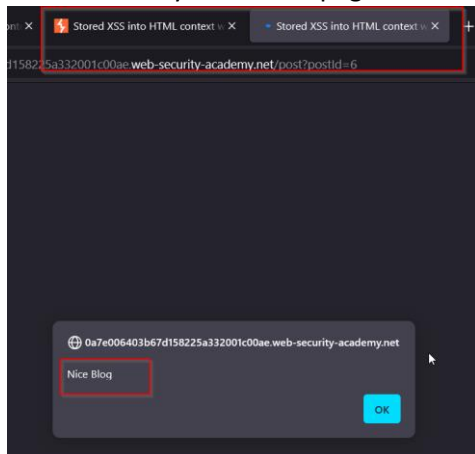 Stored XSS into HTML context w
Stored XSS into HTML context w
d158225a332001c00ae.web-security-academy.net/post?postId=6
0a7e006403b67d158225a332001c00ae.web-security-academy.net
Nice Blog
OK